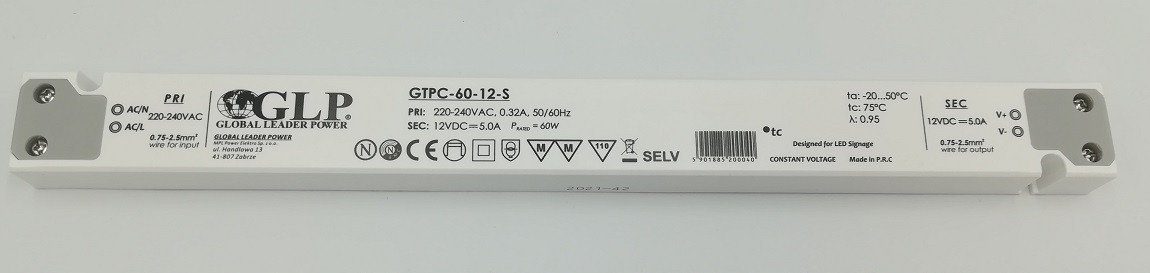 PRI
AC/N
220-240VAC
AC/L
0.75-2.5mm²
wire for input
GLP®
GLOBAL LEADER POWER
GLOBAL LEADER POWER
MPL Power Elektro Sp. z o.o.
ul. Handlowa 13
41-807 Zabrze
GTPC-60-12-S
PRI: 220-240VAC, 0.32A, 50/60Hz
SEC: 12VDC⎓5.0A PRATED = 60W
N N CE M M 110 SELV
5 901885 200040
•tc
ta: -20...50°C
tc: 75°C
λ: 0.95
Designed for LED Signage
CONSTANT VOLTAGE Made in P.R.C
SEC
12VDC⎓5.0A
V+
V-
0.75-2.5mm²
wire for output
2021-42